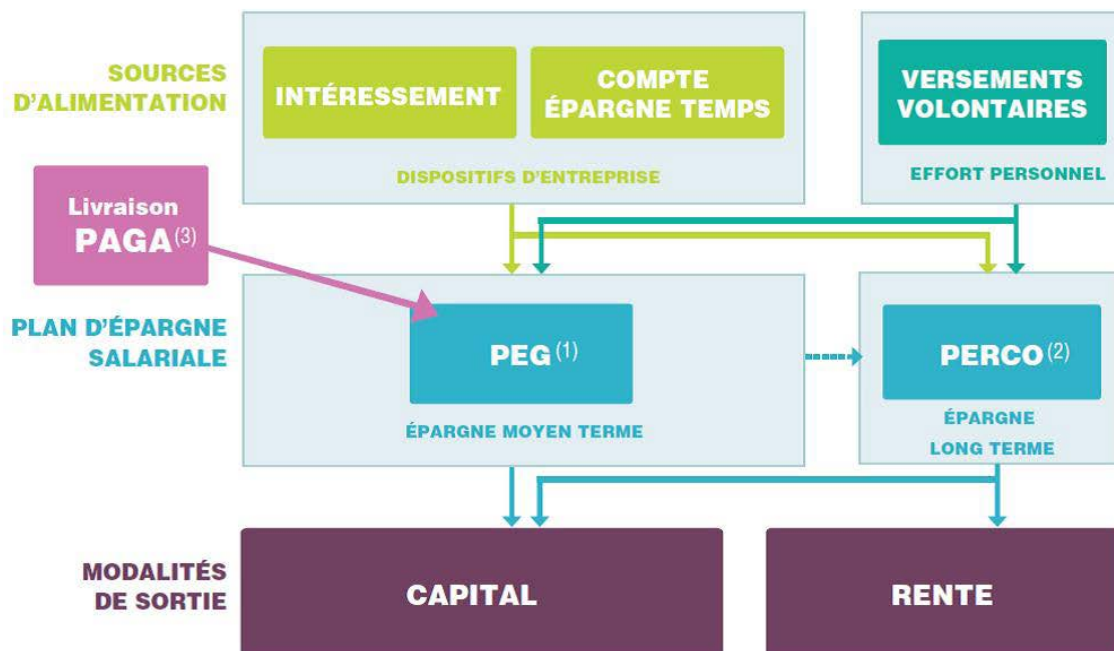 SOURCES
D'ALIMENTATION
INTÉRESSEMENT
COMPTE
ÉPARGNE TEMPS
DISPOSITIFS D'ENTREPRISE
VERSEMENTS
VOLONTAIRES
EFFORT PERSONNEL
Livraison
PAGA(3)
PLAN D'ÉPARGNE
SALARIALE
PEG(1)
ÉPARGNE MOYEN TERME
PERCO(2)
ÉPARGNE
LONG TERME
MODALITÉS
DE SORTIE
CAPITAL
RENTE